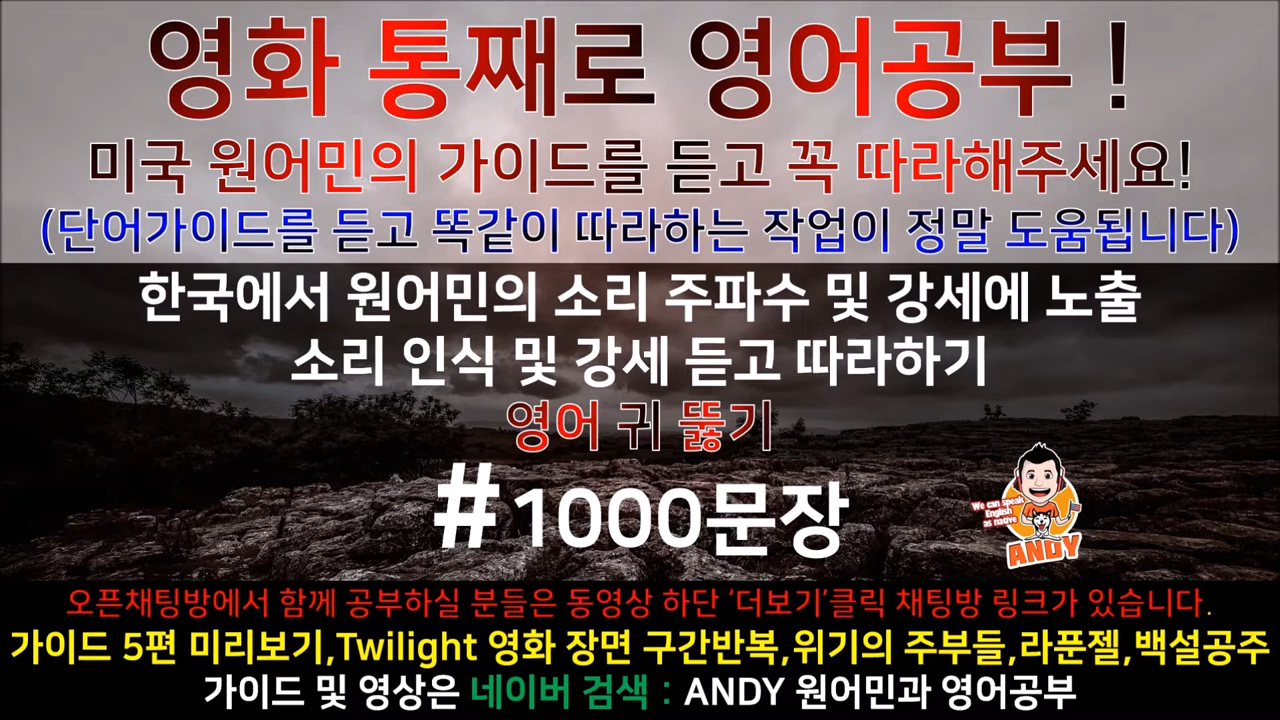 영화 통째로 영어공부 !
미국 원어민의 가이드를 듣고 꼭 따라해주세요!
(단어가이드를 듣고 똑같이 따라하는 작업이 정말 도움됩니다)
한국에서 원어민의 소리 주파수 및 강세에 노출
소리 인식 및 강세 듣고 따라하기
영어 귀 뚫기
#1000문장
We can speak
English
as native
ANDY
오픈채팅방에서 함께 공부하실 분들은 동영상 하단 ‘더보기’클릭 채팅방 링크가 있습니다.
가이드 5편 미리보기,Twilight 영화 장면 구간반복,위기의 주부들,라푼젤,백설공주
가이드 및 영상은 네이버 검색 : ANDY 원어민과 영어공부